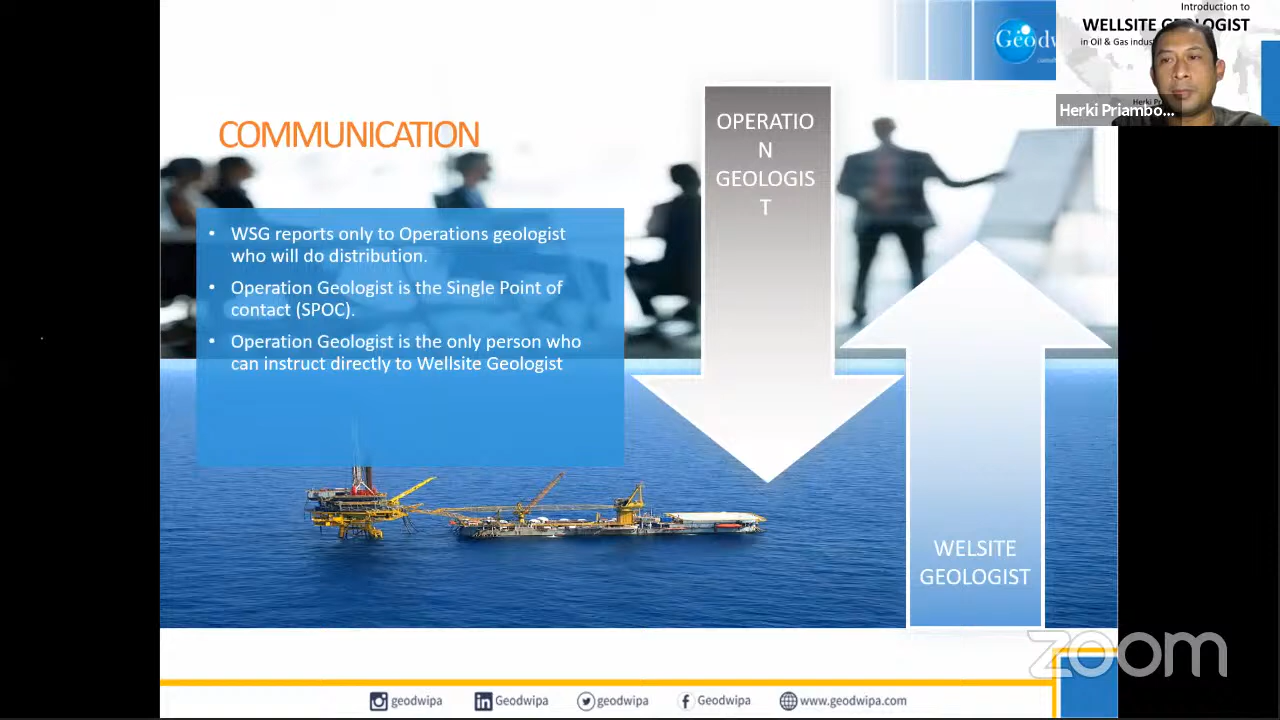 Introduction to
WELLSITE GEOLOGIST
in Oil & Gas
Herki Priambo...
Geodw
COMMUNICATION
• WSG reports only to Operations geologist
who will do distribution.
• Operation Geologist is the Single Point of
contact (SPOC).
• Operation Geologist is the only person who
can instruct directly to Wellsite Geologist
OPERATIO
N
GEOLOGIS
T
WELSITE
GEOLOGIST
zoom
geodwipa
Geodwipa
geodwipa
Geodwipa
www.geodwipa.com